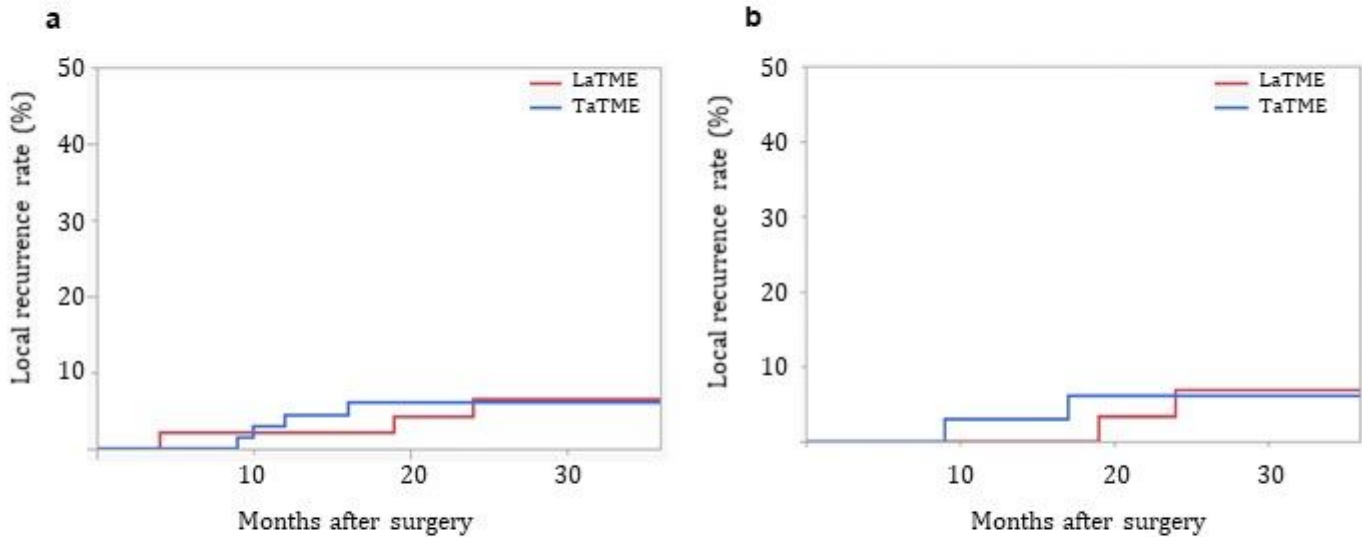 a
Local recurrence rate (%)
50
40
30
20
10
LaTME
TaTME
10 20 30
Months after surgery
b
Local recurrence rate (%)
50
40
30
20
10
LaTME
TaTME
10 20 30
Months after surgery